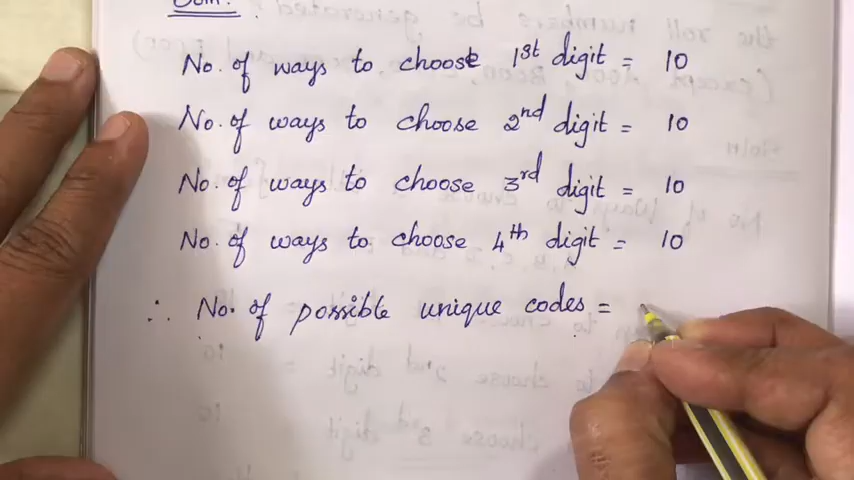 Soln:
No. of ways to choose 1st digit = 10
No. of ways to choose 2nd digit = 10
No. of ways to choose 3rd digit = 10
No. of ways to choose 4th digit = 10
∴ No. of possible unique codes =